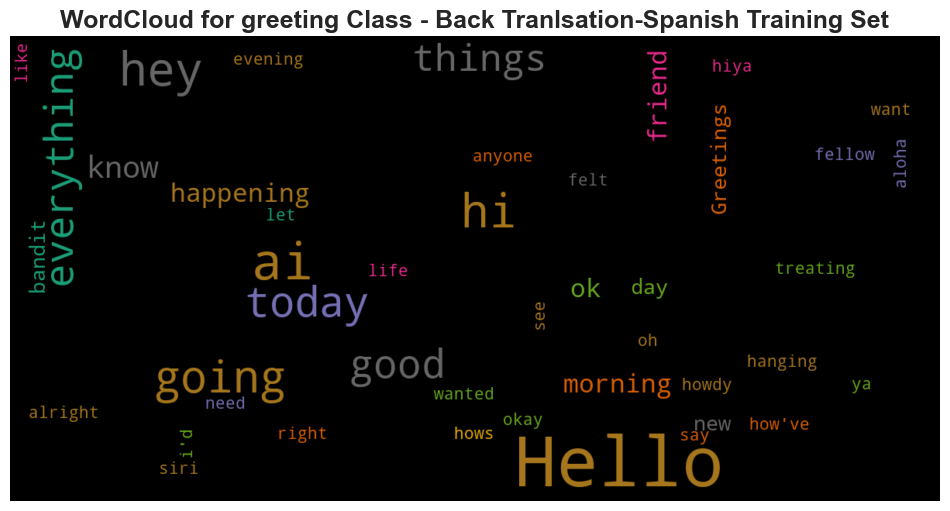 WordCloud for greeting Class - Back Tranlsation-Spanish Training Set
like
everything
hey
evening
things
friend
hiya
Greetings
want
know
anyone
fellow
aloha
happening
felt
let
hi
bandit
ai
life
treating
today
ok
day
see
oh
going
good
hanging
morning
howdy
ya
need
wanted
alright
okay
new
how've
i'd
right
hows
say
siri
Hello